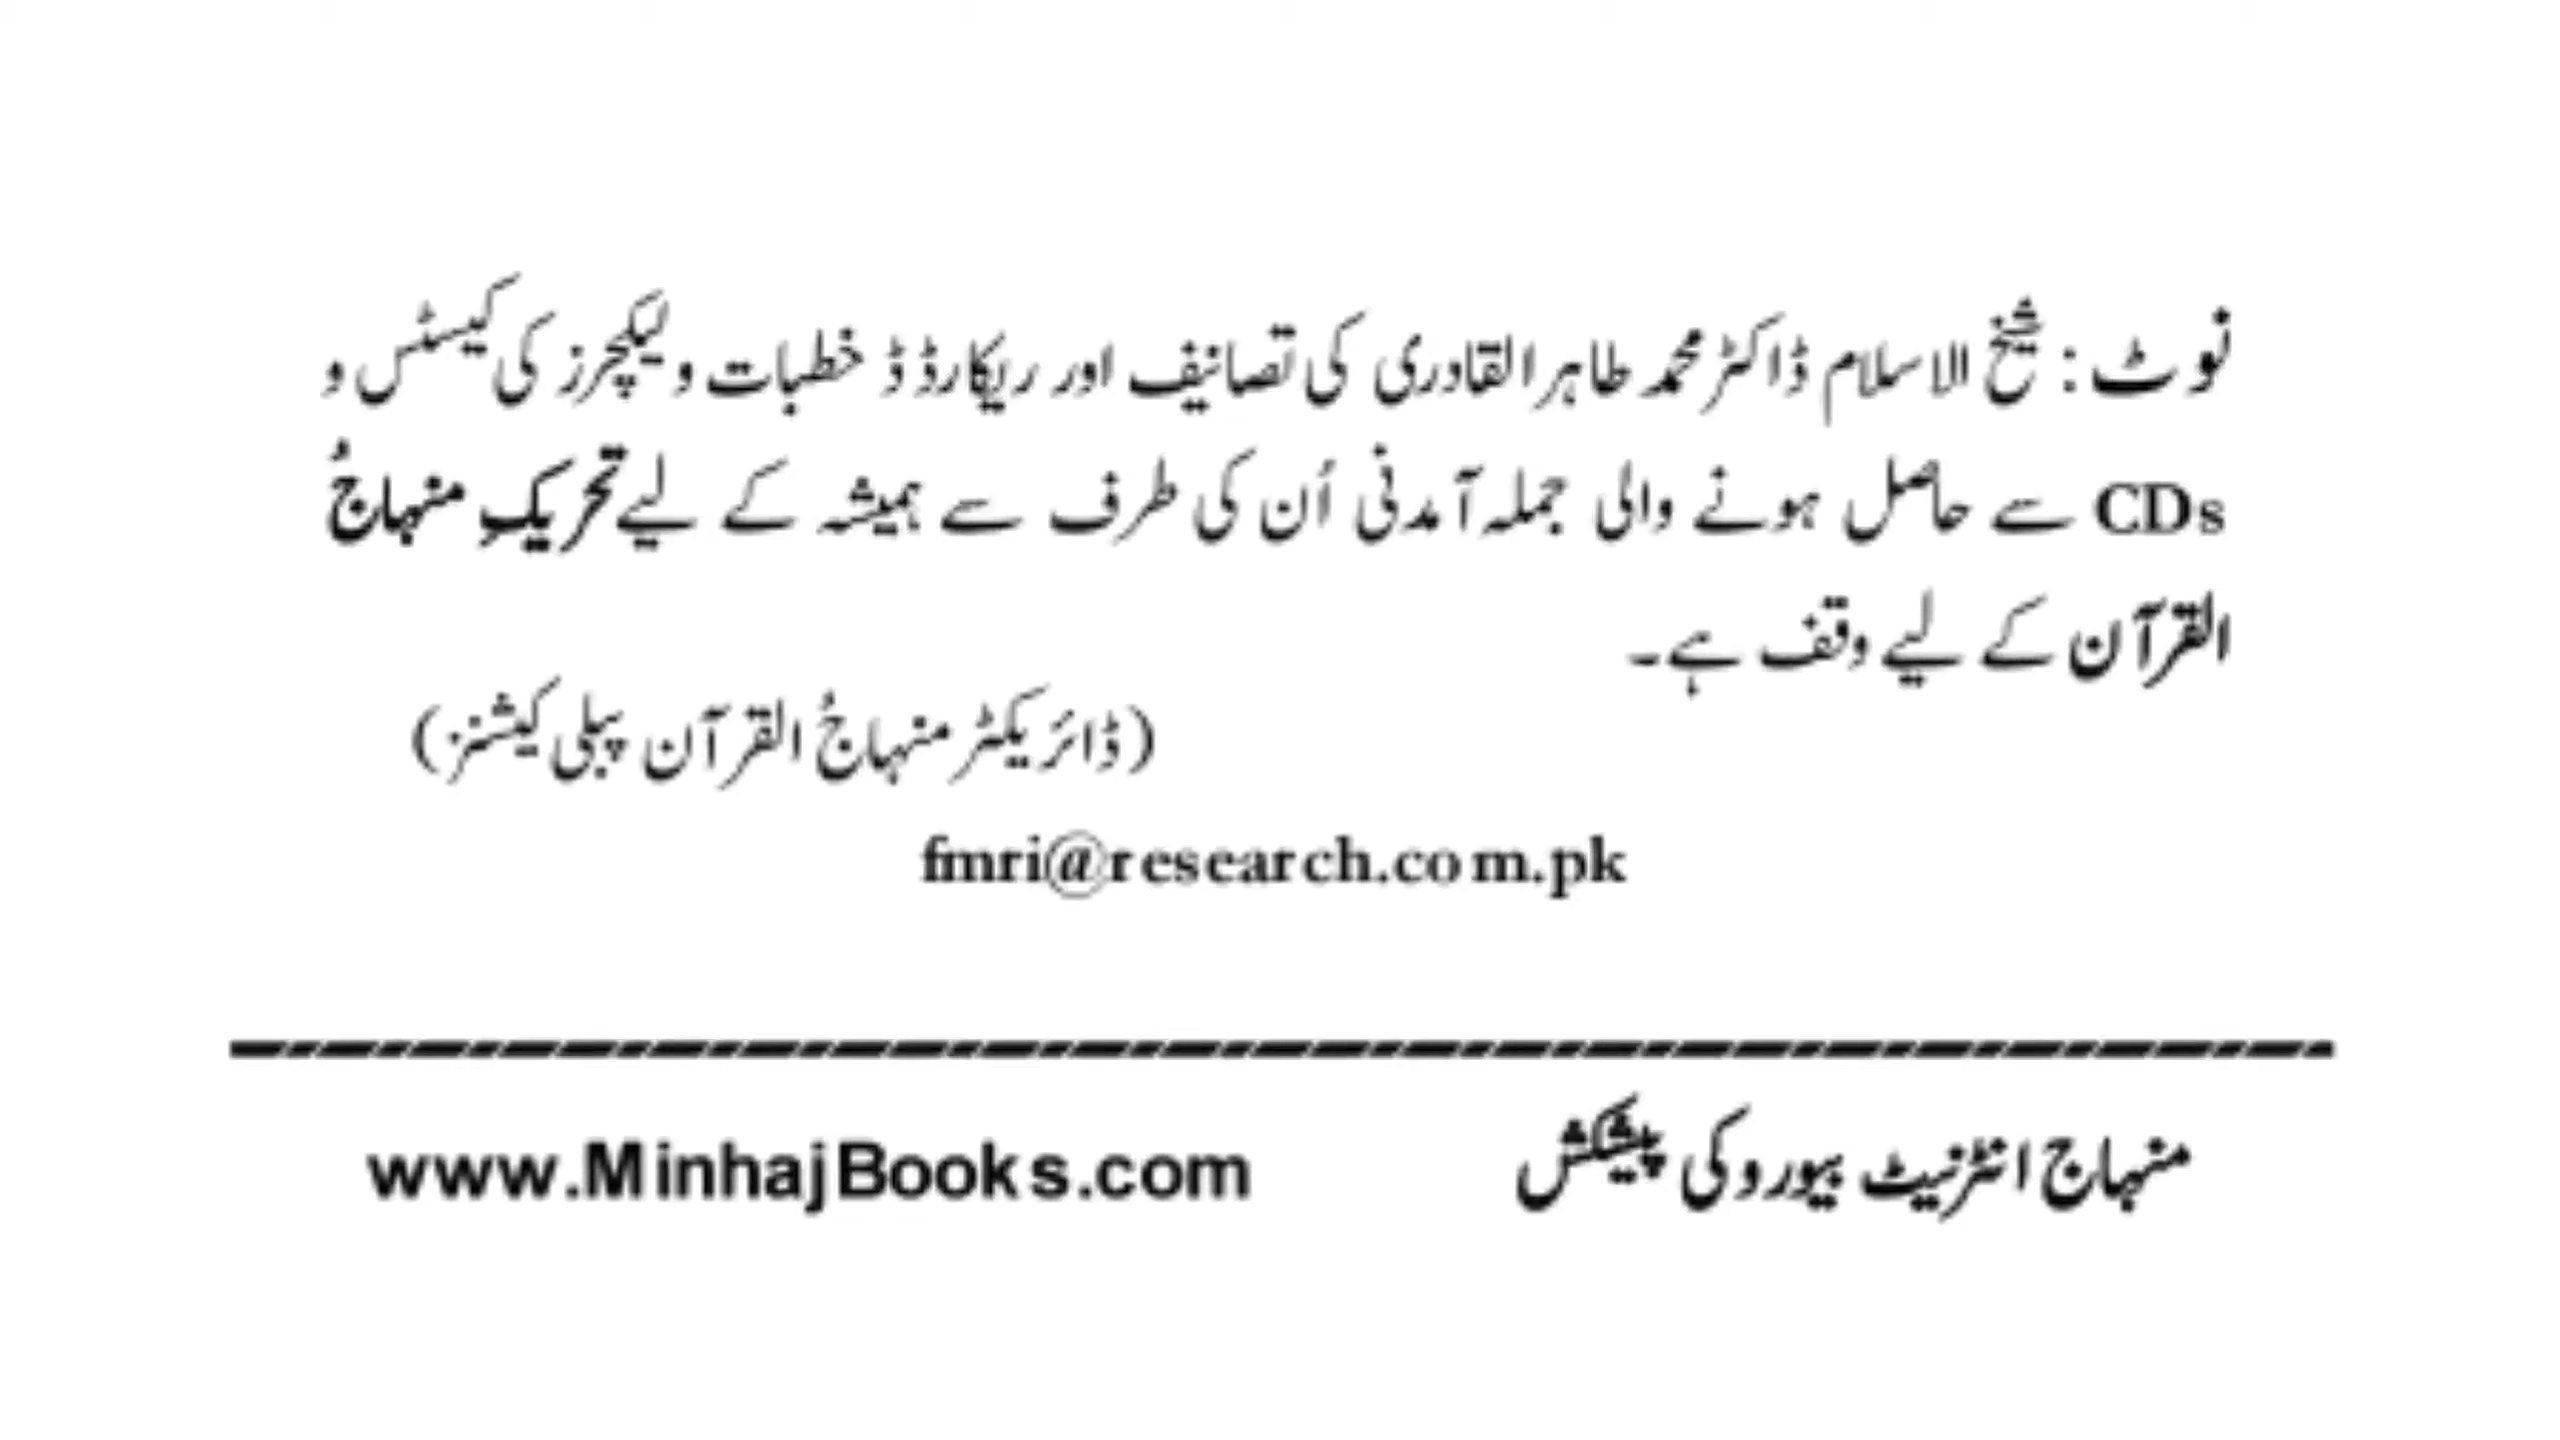 نوٹ: شیخ الاسلام ڈاکٹر محمد طاہر القادری کی تصانیف اور ریکارڈڈ خطبات و لیکچرز کی کیسٹس و
CDs سے حاصل ہونے والی جملہ آمدنی اُن کی طرف سے ہمیشہ کے لیے تحریکِ منہاجُ
القرآن کے لیے وقف ہے۔
(ڈائریکٹر منہاجُ القرآن پبلی کیشنز)
fmri@research.com.pk
منہاج انٹرنیٹ بیورو کی پیشکش www.MinhajBooks.com